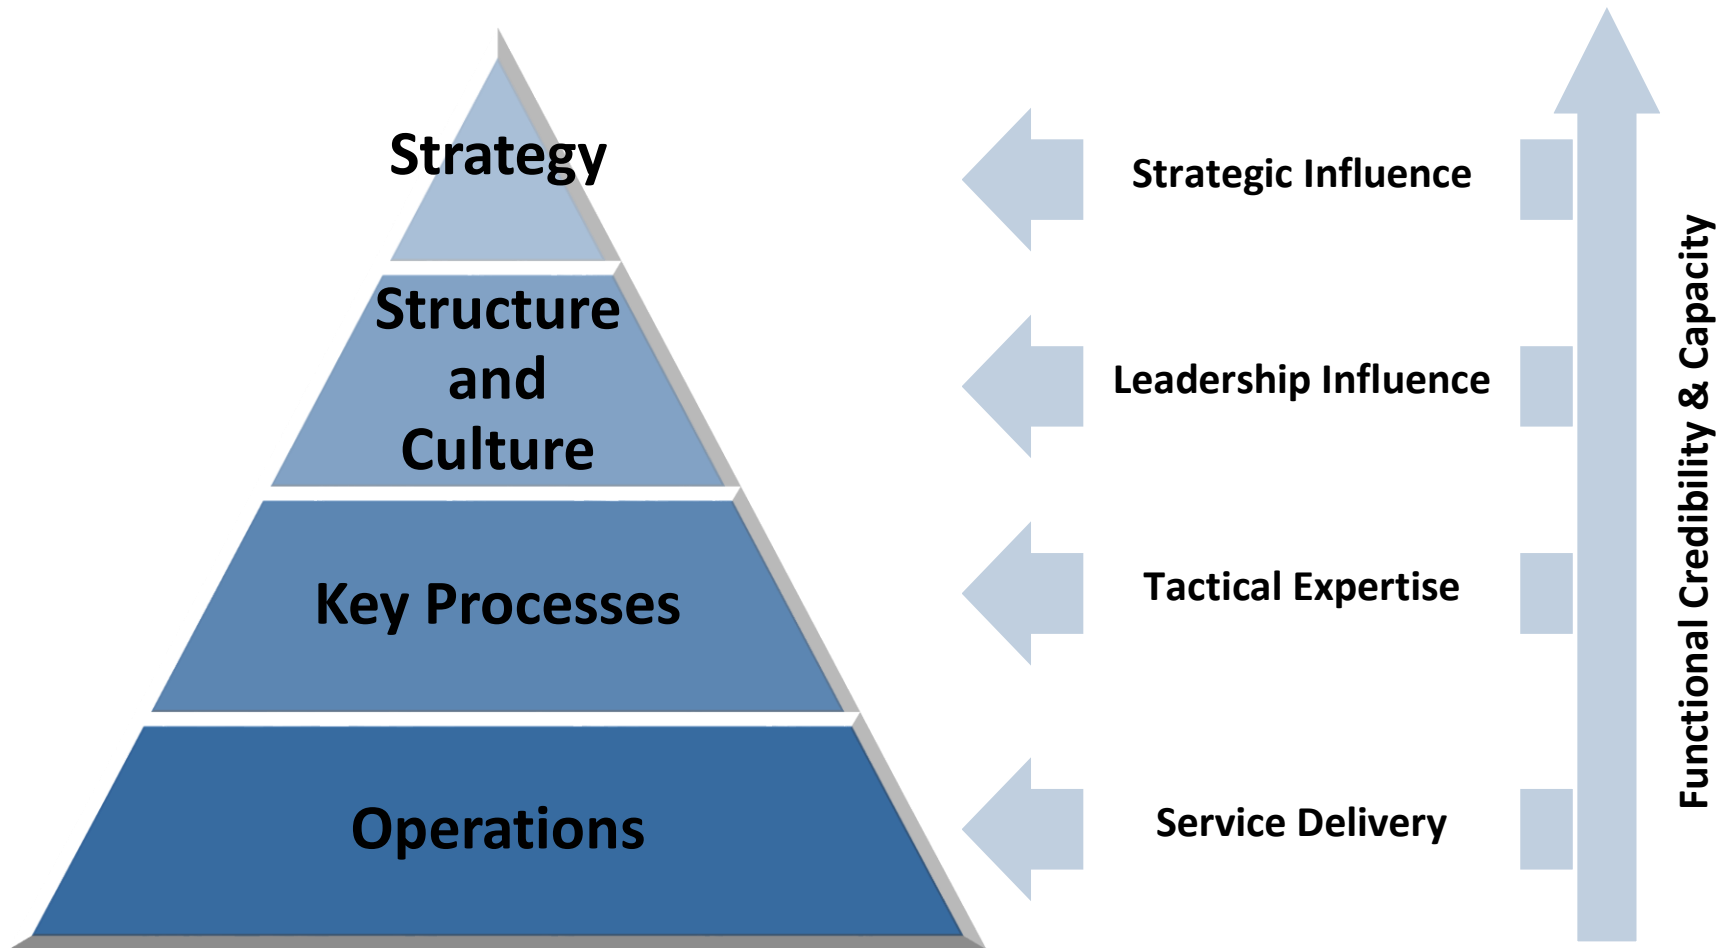 Strategy
Structure
and
Culture
Key Processes
Operations
Strategic Influence
Leadership Influence
Tactical Expertise
Service Delivery
Functional Credibility & Capacity